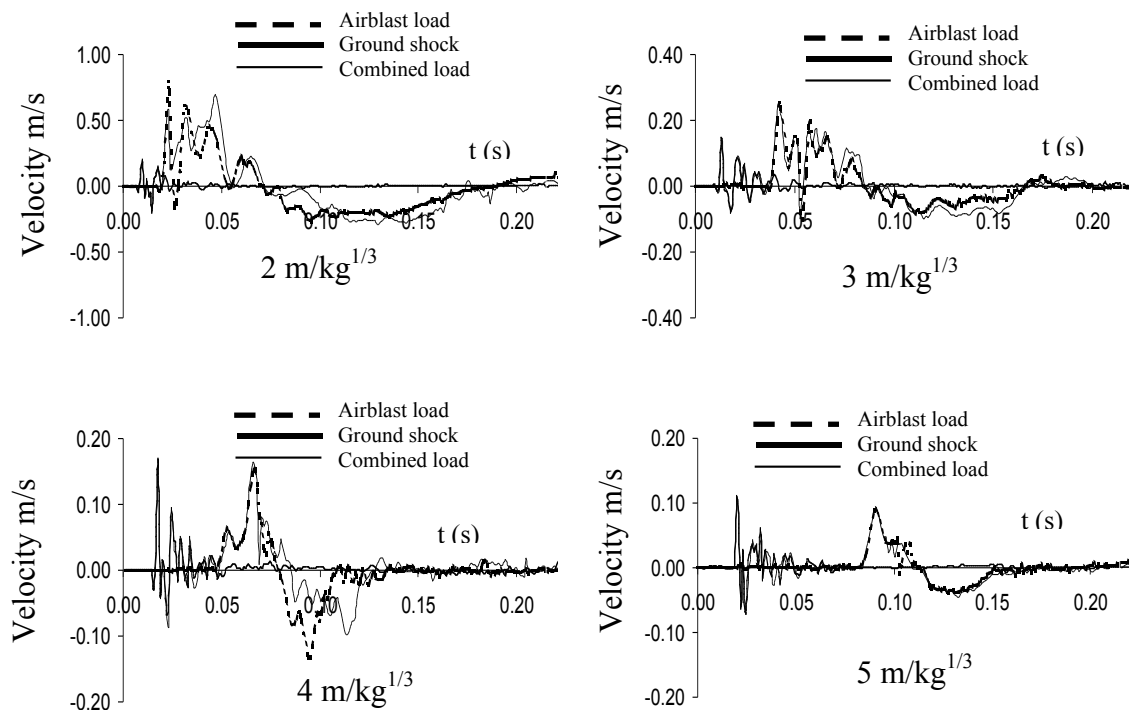 Airblast load
Ground shock
Combined load
Velocity m/s
1.00
0.50
0.00
-0.50
-1.00
0.00
0.05
0.10
0.15
0.20
t (s)
2 m/kg1/3
Airblast load
Ground shock
Combined load
Velocity m/s
0.40
0.20
0.00
-0.20
-0.40
0.00
0.05
0.10
0.15
0.20
t (s)
3 m/kg1/3
Airblast load
Ground shock
Combined load
Velocity m/s
0.20
0.10
0.00
-0.10
-0.20
0.00
0.05
0.10
0.15
0.20
t (s)
4 m/kg1/3
Airblast load
Ground shock
Combined load
Velocity m/s
0.20
0.10
0.00
-0.10
-0.20
0.00
0.05
0.10
0.15
0.20
t (s)
5 m/kg1/3